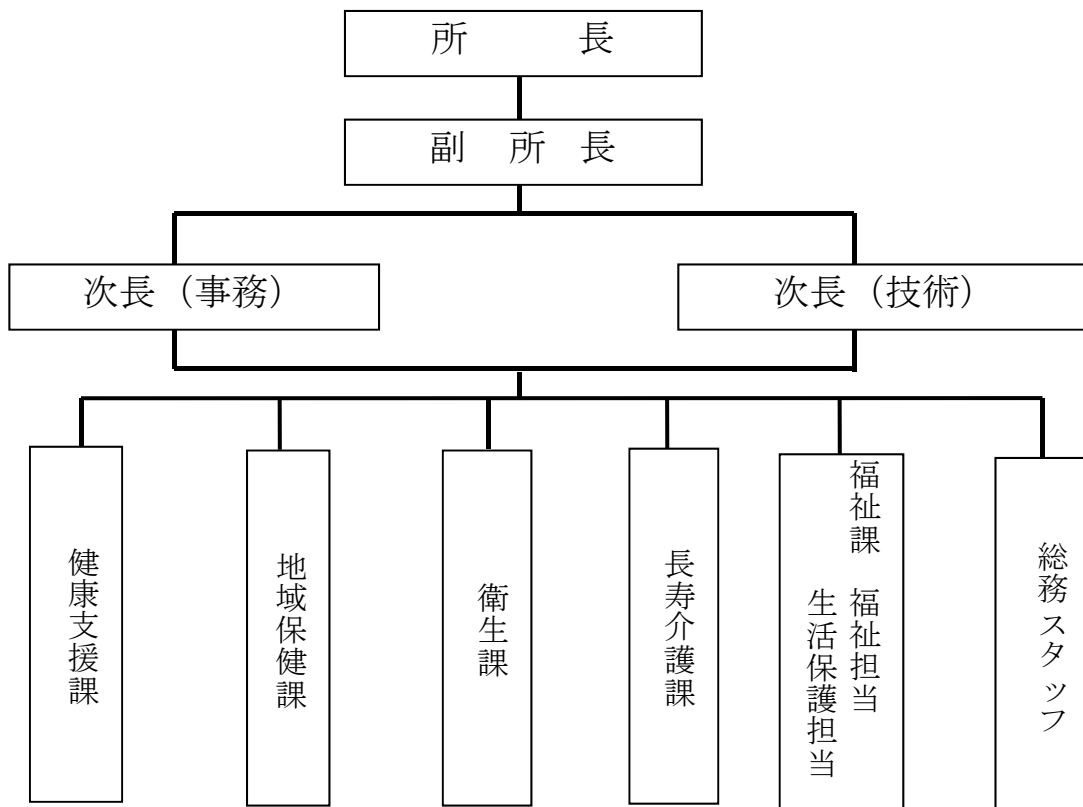 所　　　長
副　所　長
次長（事務）
次長（技術）
健康支援課
地域保健課
衛生課
長寿介護課
福祉課　福祉担当
生活保護担当
総務スタッフ